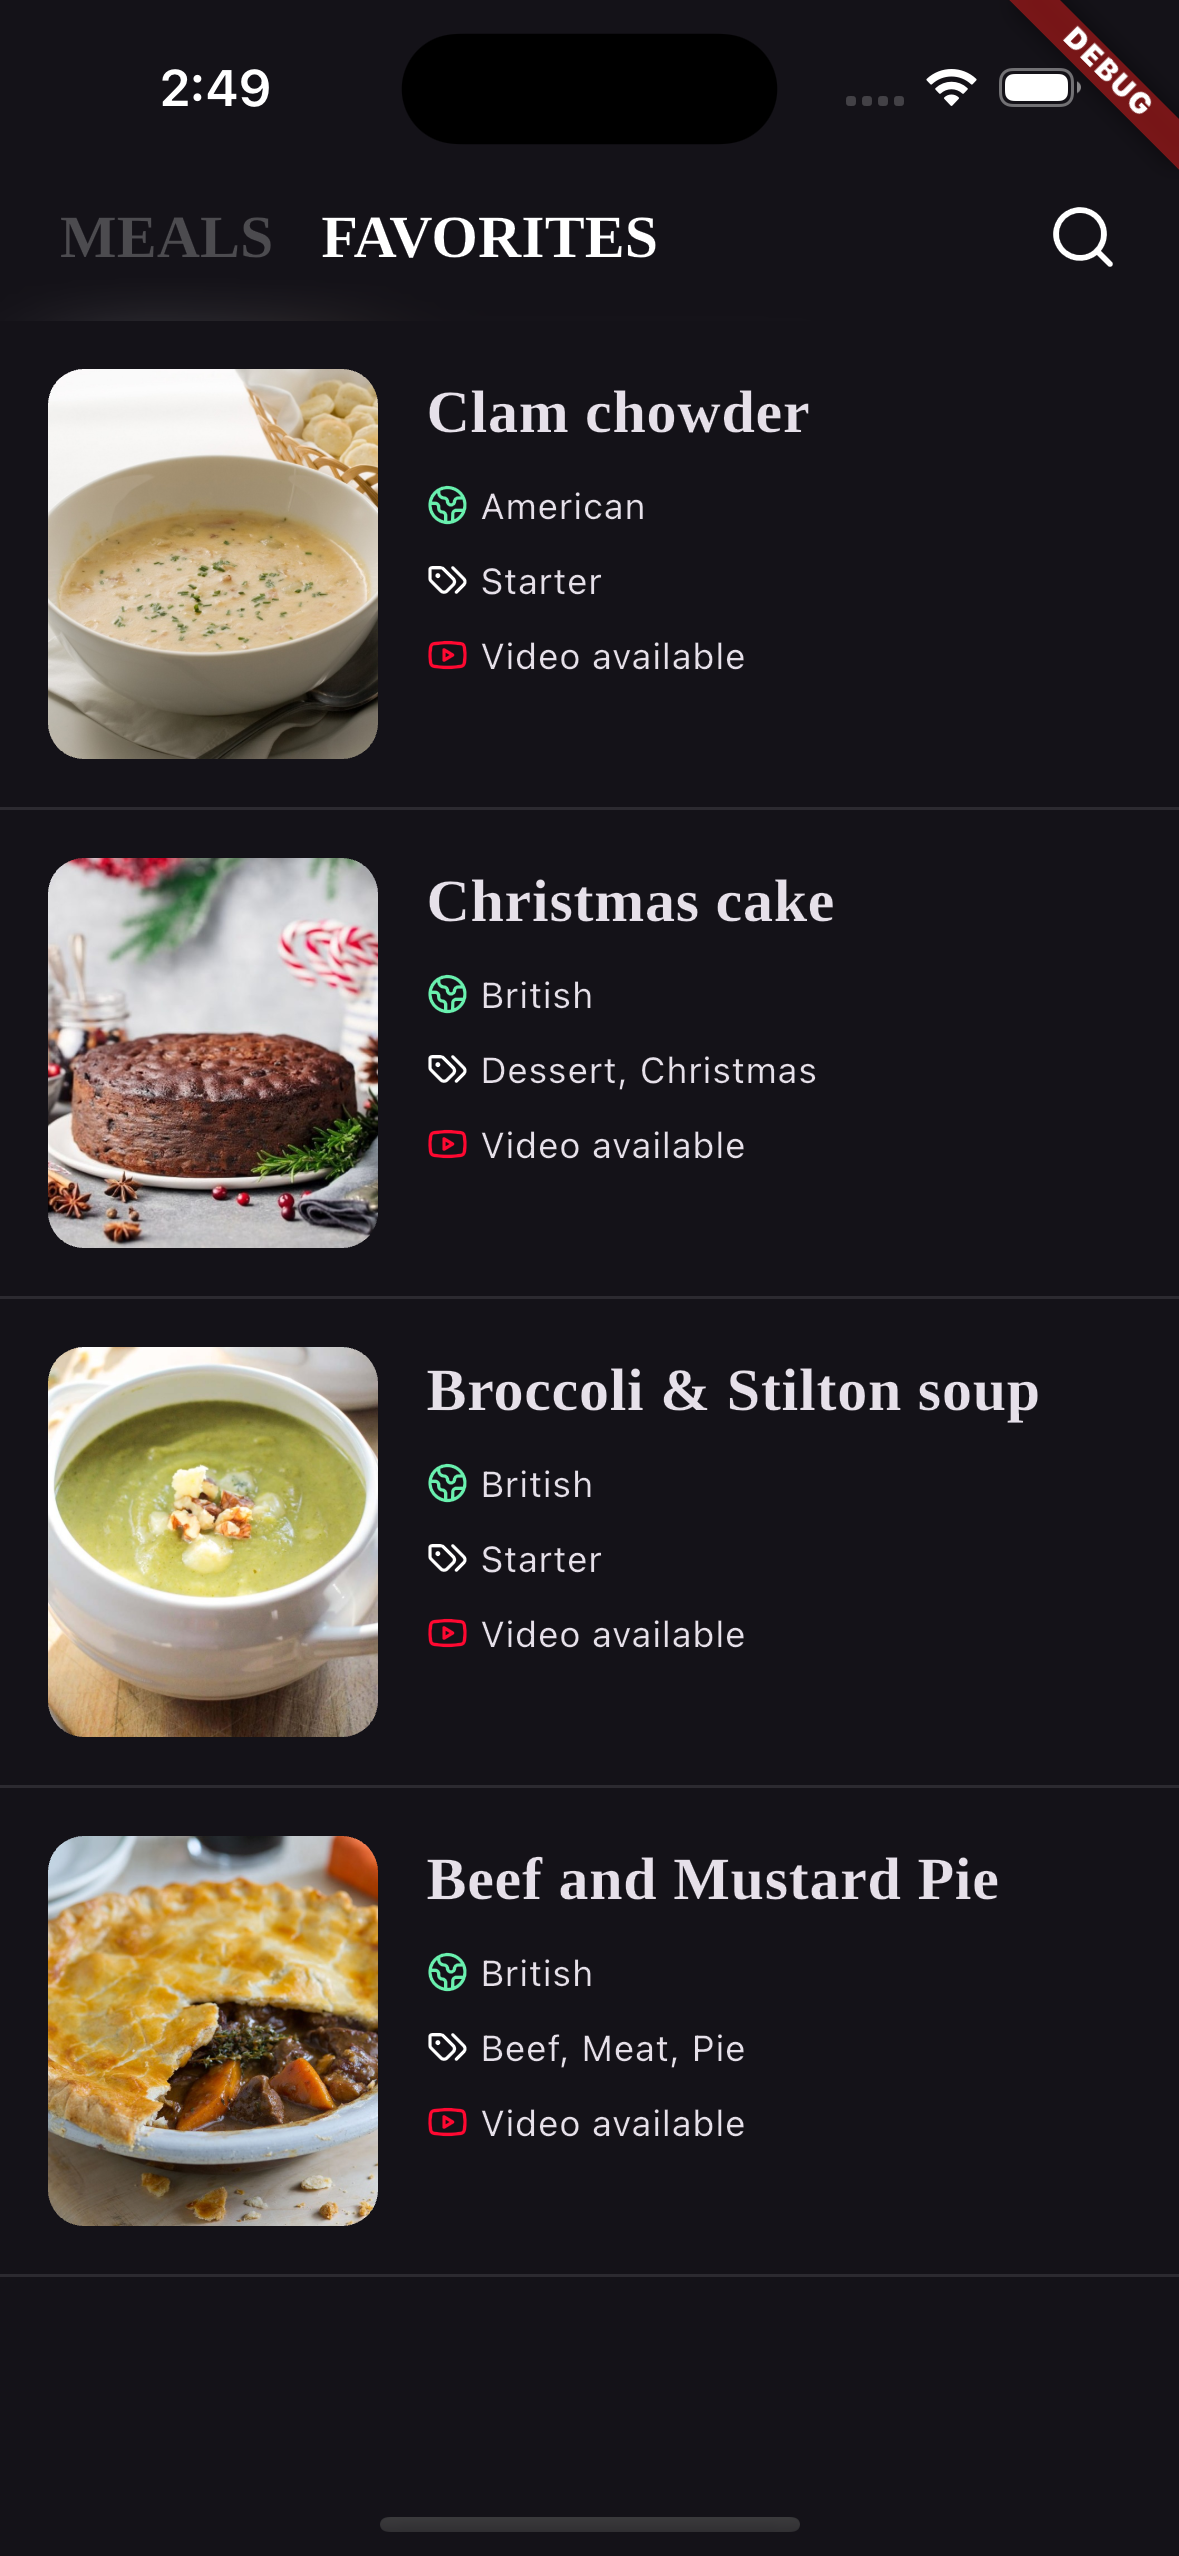 2:49
DEBUG
MEALS FAVORITES
Clam chowder
American
Starter
Video available
Christmas cake
British
Dessert, Christmas
Video available
Broccoli & Stilton soup
British
Starter
Video available
Beef and Mustard Pie
British
Beef, Meat, Pie
Video available